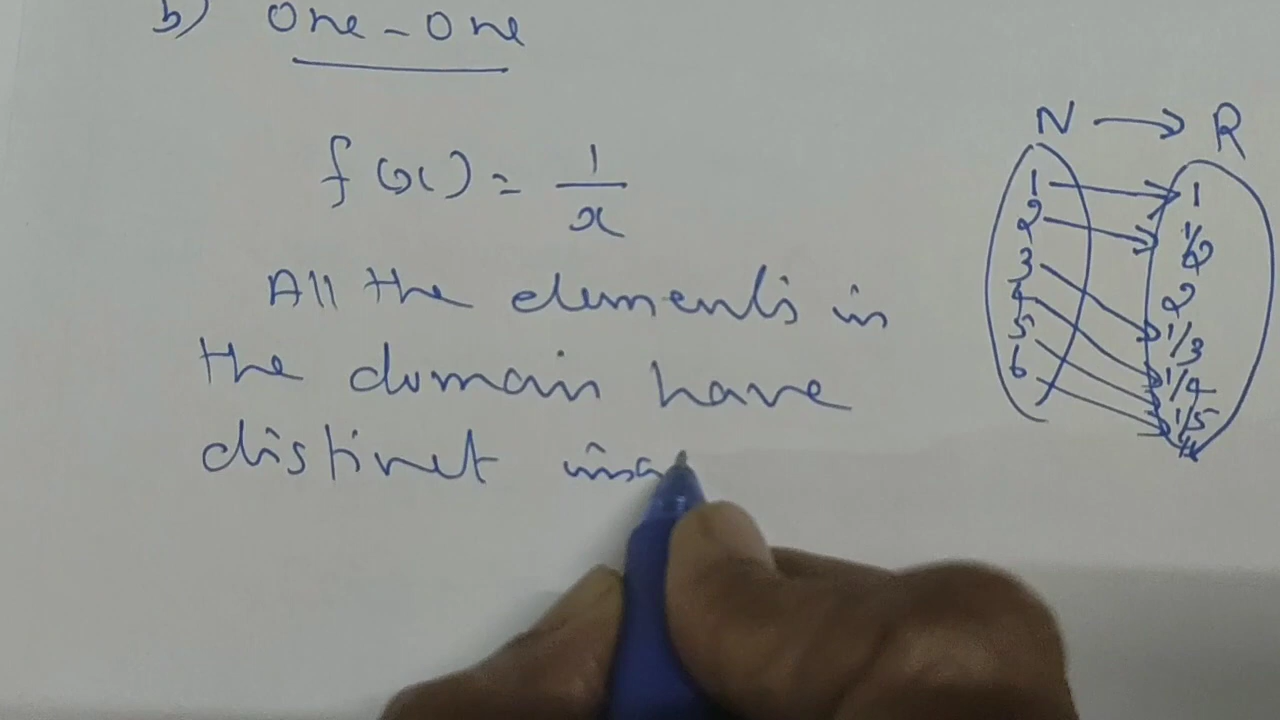 b) one-one
f(x) = 1/x
All the elements in
the domain have
distinct
N → R
1 1
2 1/2
3 2
4 1/3
5 1/4
6 1/5